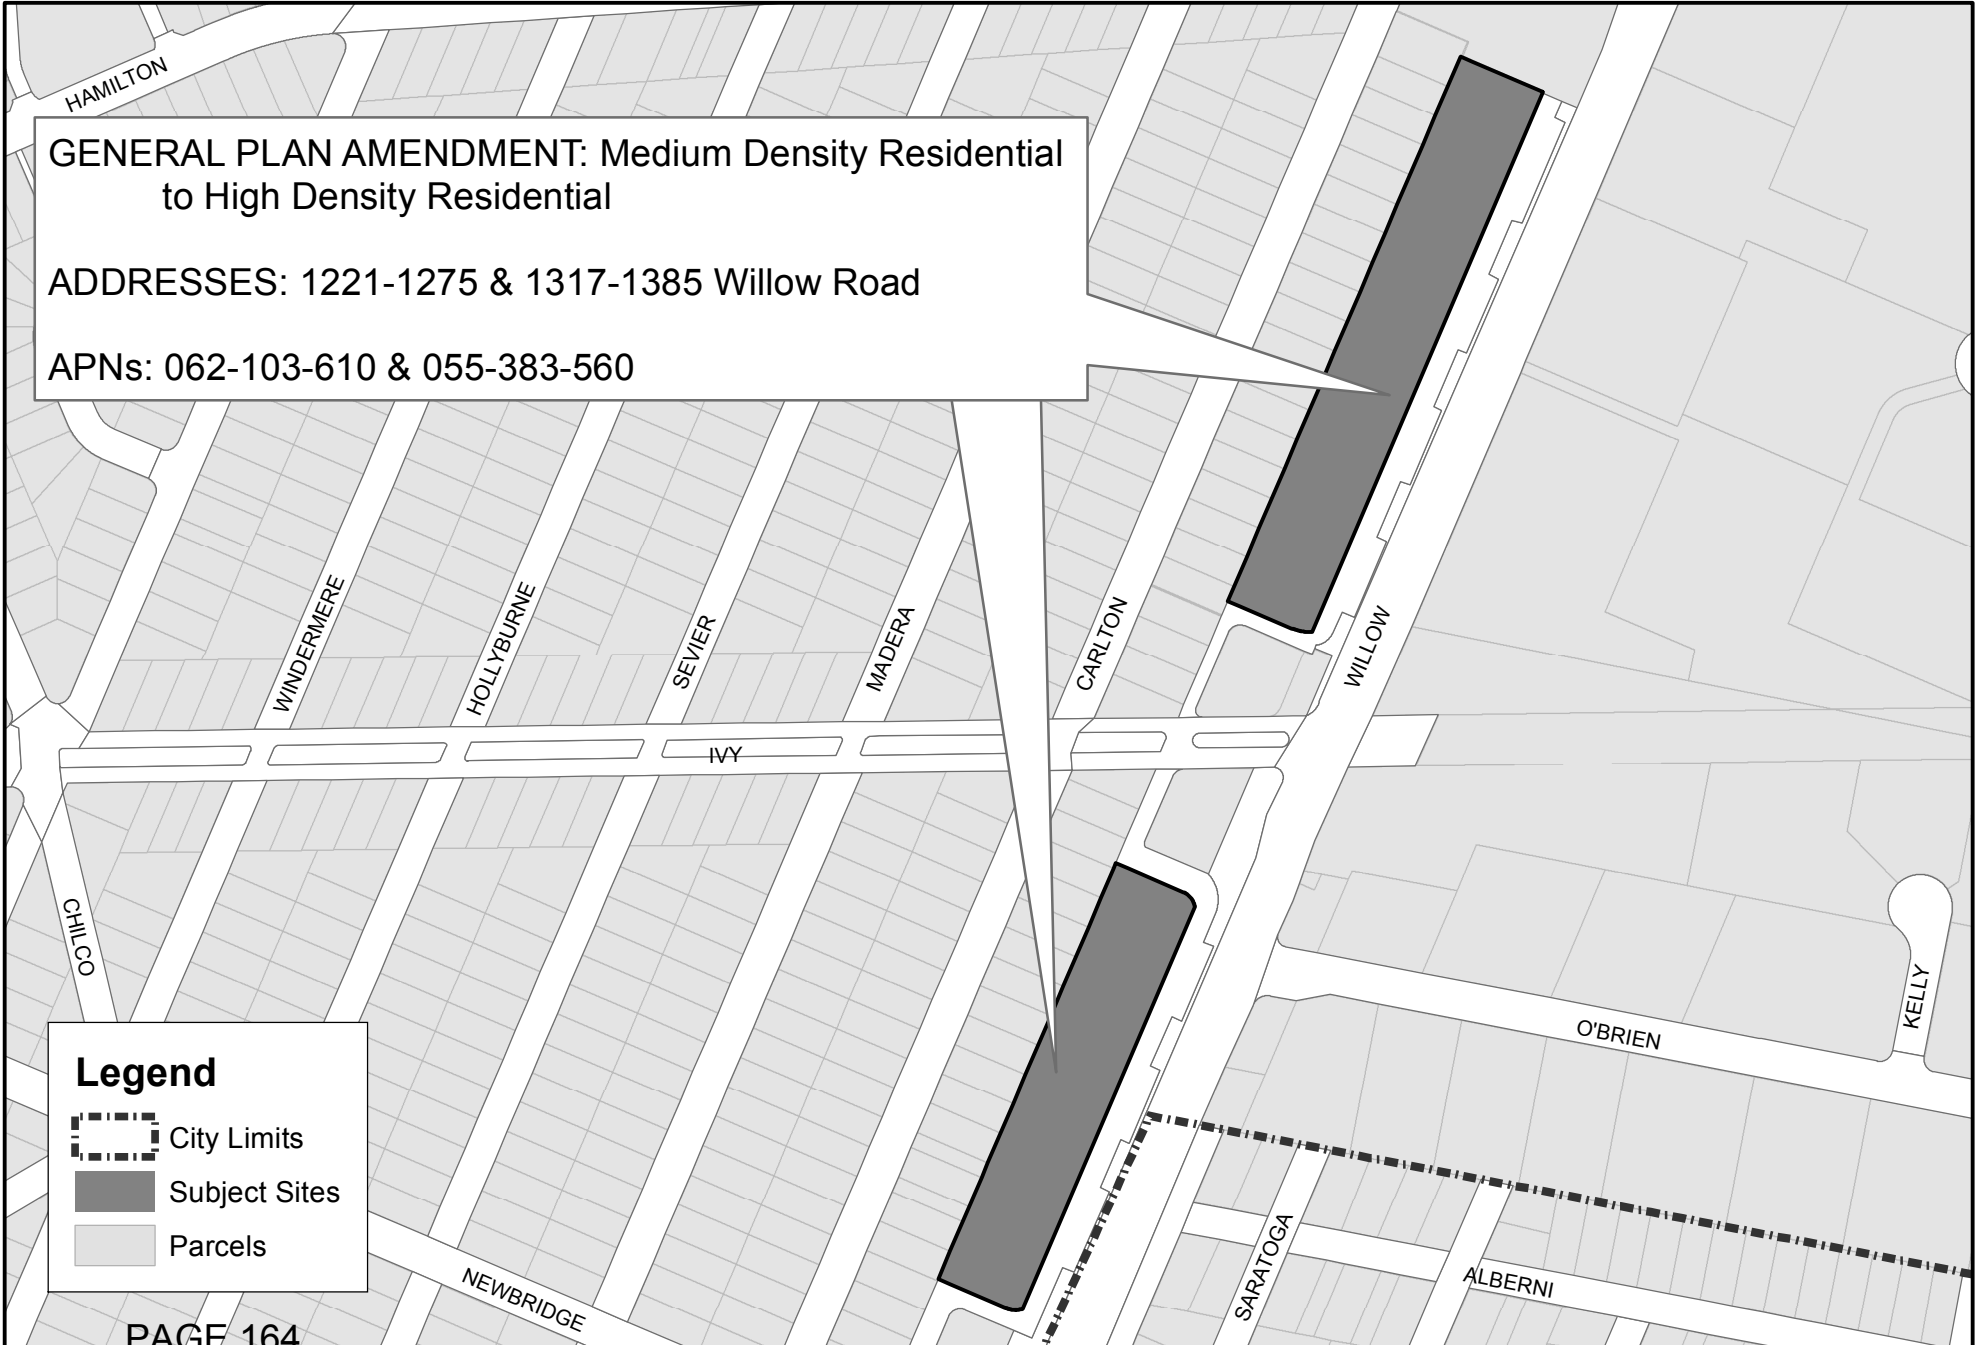 HAMILTON
GENERAL PLAN AMENDMENT: Medium Density Residential
to High Density Residential
ADDRESSES: 1221-1275 & 1317-1385 Willow Road
APNs: 062-103-610 & 055-383-560
WINDERMERE
HOLLYBURNE
SEVIER
MADERA
CARLTON
WILLOW
IVY
CHILCO
KELLY
O'BRIEN
Legend
City Limits
Subject Sites
Parcels
SARATOGA
ALBERNI
NEWBRIDGE
PAGE 164